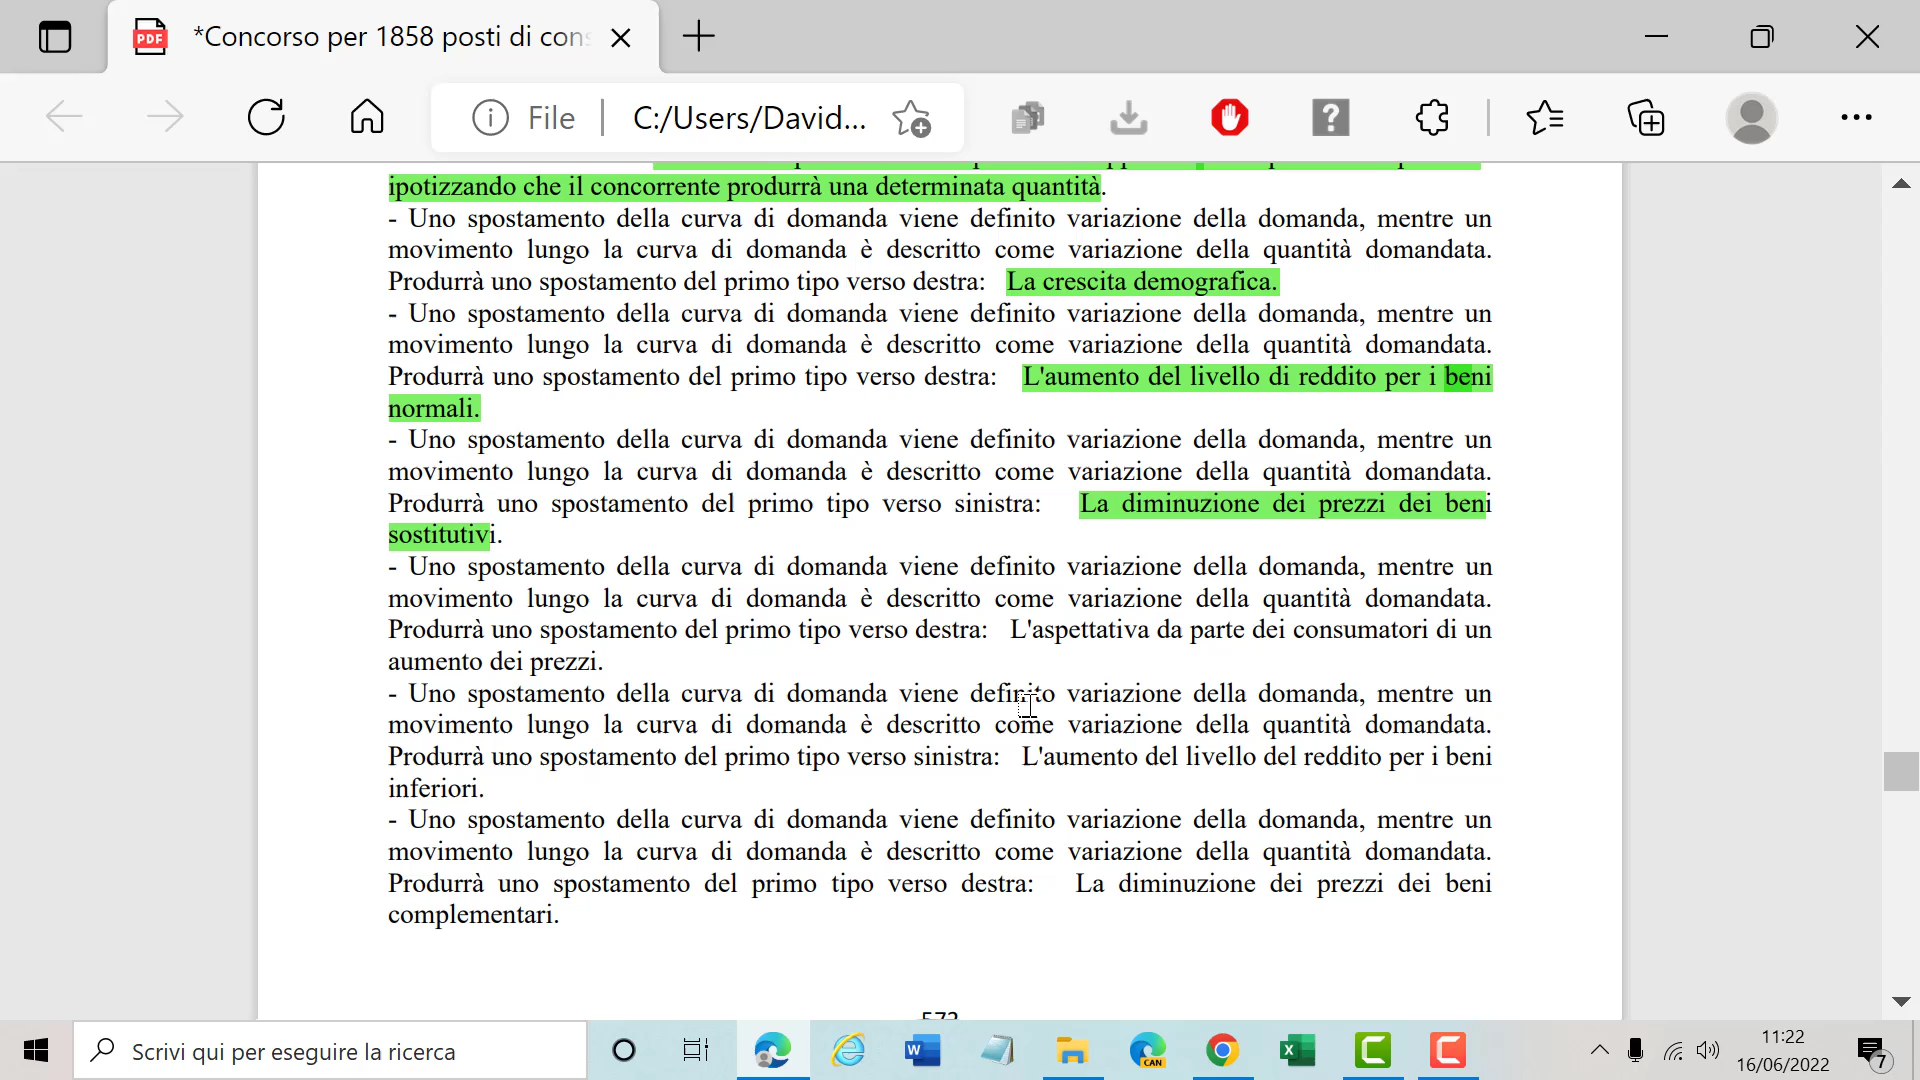 *Concorso per 1858 posti di con
File
C:/Users/David...
ipotizzando che il concorrente produrrà una determinata quantità.
- Uno spostamento della curva di domanda viene definito variazione della domanda, mentre un
movimento lungo la curva di domanda è descritto come variazione della quantità domandata.
Produrrà uno spostamento del primo tipo verso destra: La crescita demografica.
- Uno spostamento della curva di domanda viene definito variazione della domanda, mentre un
movimento lungo la curva di domanda è descritto come variazione della quantità domandata.
Produrrà uno spostamento del primo tipo verso destra: L'aumento del livello di reddito per i beni
normali.
- Uno spostamento della curva di domanda viene definito variazione della domanda, mentre un
movimento lungo la curva di domanda è descritto come variazione della quantità domandata.
Produrrà uno spostamento del primo tipo verso sinistra: La diminuzione dei prezzi dei beni
sostitutivi.
- Uno spostamento della curva di domanda viene definito variazione della domanda, mentre un
movimento lungo la curva di domanda è descritto come variazione della quantità domandata.
Produrrà uno spostamento del primo tipo verso destra: L'aspettativa da parte dei consumatori di un
aumento dei prezzi.
- Uno spostamento della curva di domanda viene definito variazione della domanda, mentre un
movimento lungo la curva di domanda è descritto come variazione della quantità domandata.
Produrrà uno spostamento del primo tipo verso sinistra: L'aumento del livello del reddito per i beni
inferiori.
- Uno spostamento della curva di domanda viene definito variazione della domanda, mentre un
movimento lungo la curva di domanda è descritto come variazione della quantità domandata.
Produrrà uno spostamento del primo tipo verso destra: La diminuzione dei prezzi dei beni
complementari.
Scrivi qui per eseguire la ricerca
CAN
11:22
16/06/2022
7